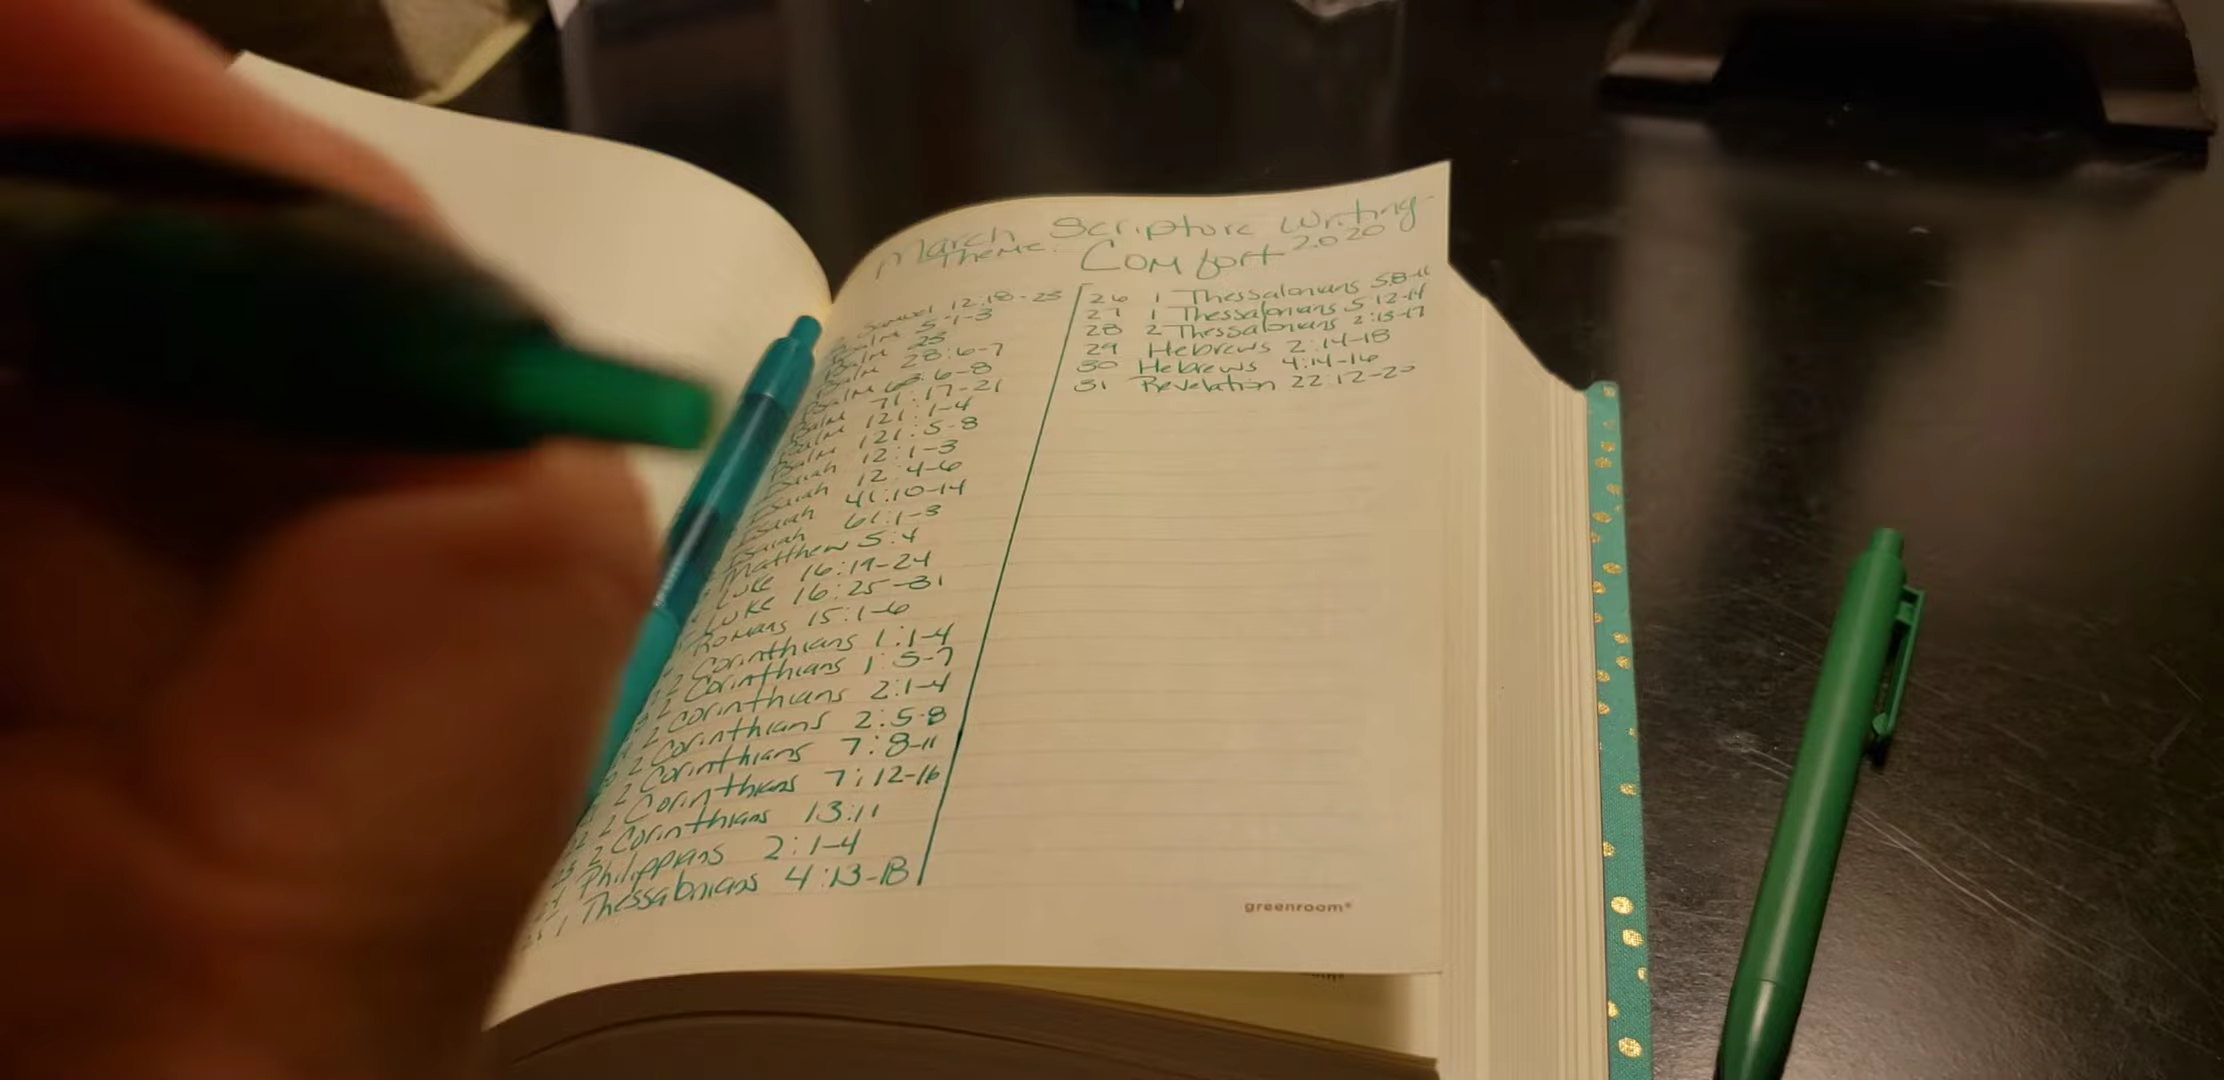 March Scripture Writing
Theme: Comfort 2020
Samuel 12:18-23
Psalm 5:1-3
Psalm 23
Psalm 28:6-7
Psalm 63:6-8
Psalm 71:17-21
Psalm 121:1-4
Psalm 121:5-8
Isaiah 12:1-3
Isaiah 12:4-6
Isaiah 41:10-14
Isaiah 61:1-3
Matthew 5:4
Luke 16:19-24
Luke 16:25-31
Romans 15:1-6
2 Corinthians 1:1-4
2 Corinthians 1:5-7
2 Corinthians 2:1-4
2 Corinthians 2:5-8
2 Corinthians 7:8-11
2 Corinthians 7:12-16
2 Corinthians 13:11
Philippians 2:1-4
1 Thessalonians 4:13-18
26 1 Thessalonians 5:8-11
27 1 Thessalonians 5:12-14
28 2 Thessalonians 2:13-17
29 Hebrews 2:14-18
30 Hebrews 4:14-16
31 Revelation 22:12-20
greenroom®